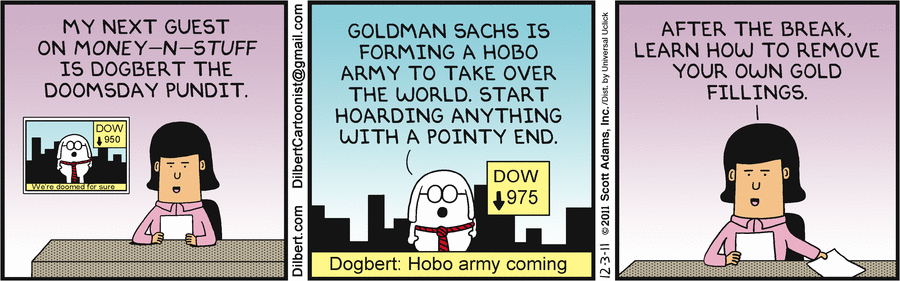 MY NEXT GUEST
ON MONEY-N-STUFF
IS DOGBERT THE
DOOMSDAY PUNDIT.
DOW
↓950
We're doomed for sure
Dilbert.com DilbertCartoonist@gmail.com
GOLDMAN SACHS IS
FORMING A HOBO
ARMY TO TAKE OVER
THE WORLD. START
HOARDING ANYTHING
WITH A POINTY END.
DOW
↓975
Dogbert: Hobo army coming
12-3-11 © 2011 Scott Adams, Inc. /Dist. by Universal Uclick
AFTER THE BREAK,
LEARN HOW TO REMOVE
YOUR OWN GOLD
FILLINGS.